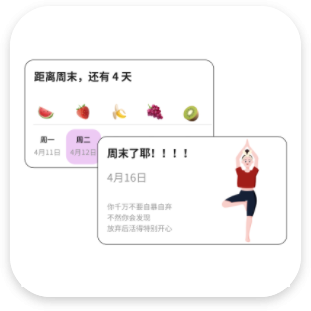 距离周末，还有 4 天
周一
周二
4月11日
4月12日
周末了耶！！！！
4月16日
你千万不要自暴自弃
不然你会发现
放弃后活得特别开心